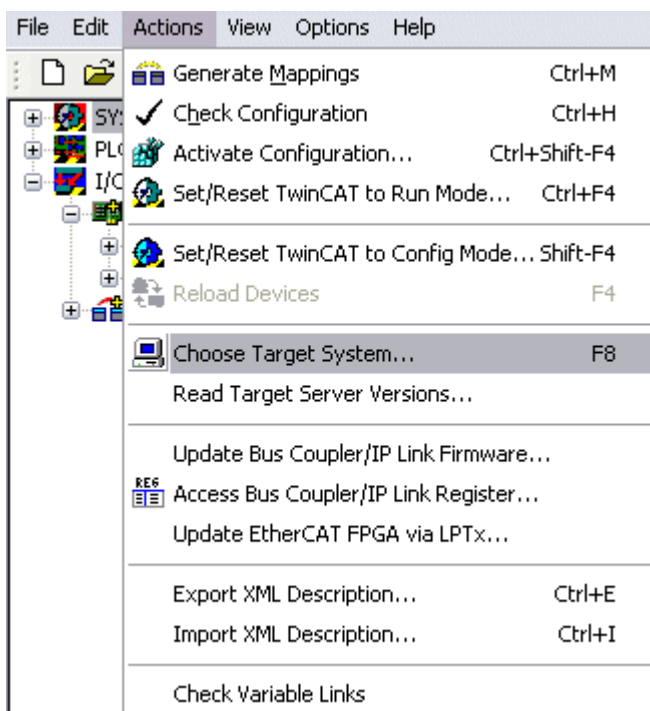 File Edit Actions View Options Help
Generate Mappings Ctrl+M
SY
Check Configuration Ctrl+H
PL
Activate Configuration... Ctrl+Shift-F4
I/
Set/Reset TwinCAT to Run Mode... Ctrl+F4
Set/Reset TwinCAT to Config Mode... Shift-F4
Reload Devices F4
Choose Target System... F8
Read Target Server Versions...
Update Bus Coupler/IP Link Firmware...
REG
Access Bus Coupler/IP Link Register...
Update EtherCAT FPGA via LPTx...
Export XML Description... Ctrl+E
Import XML Description... Ctrl+I
Check Variable Links